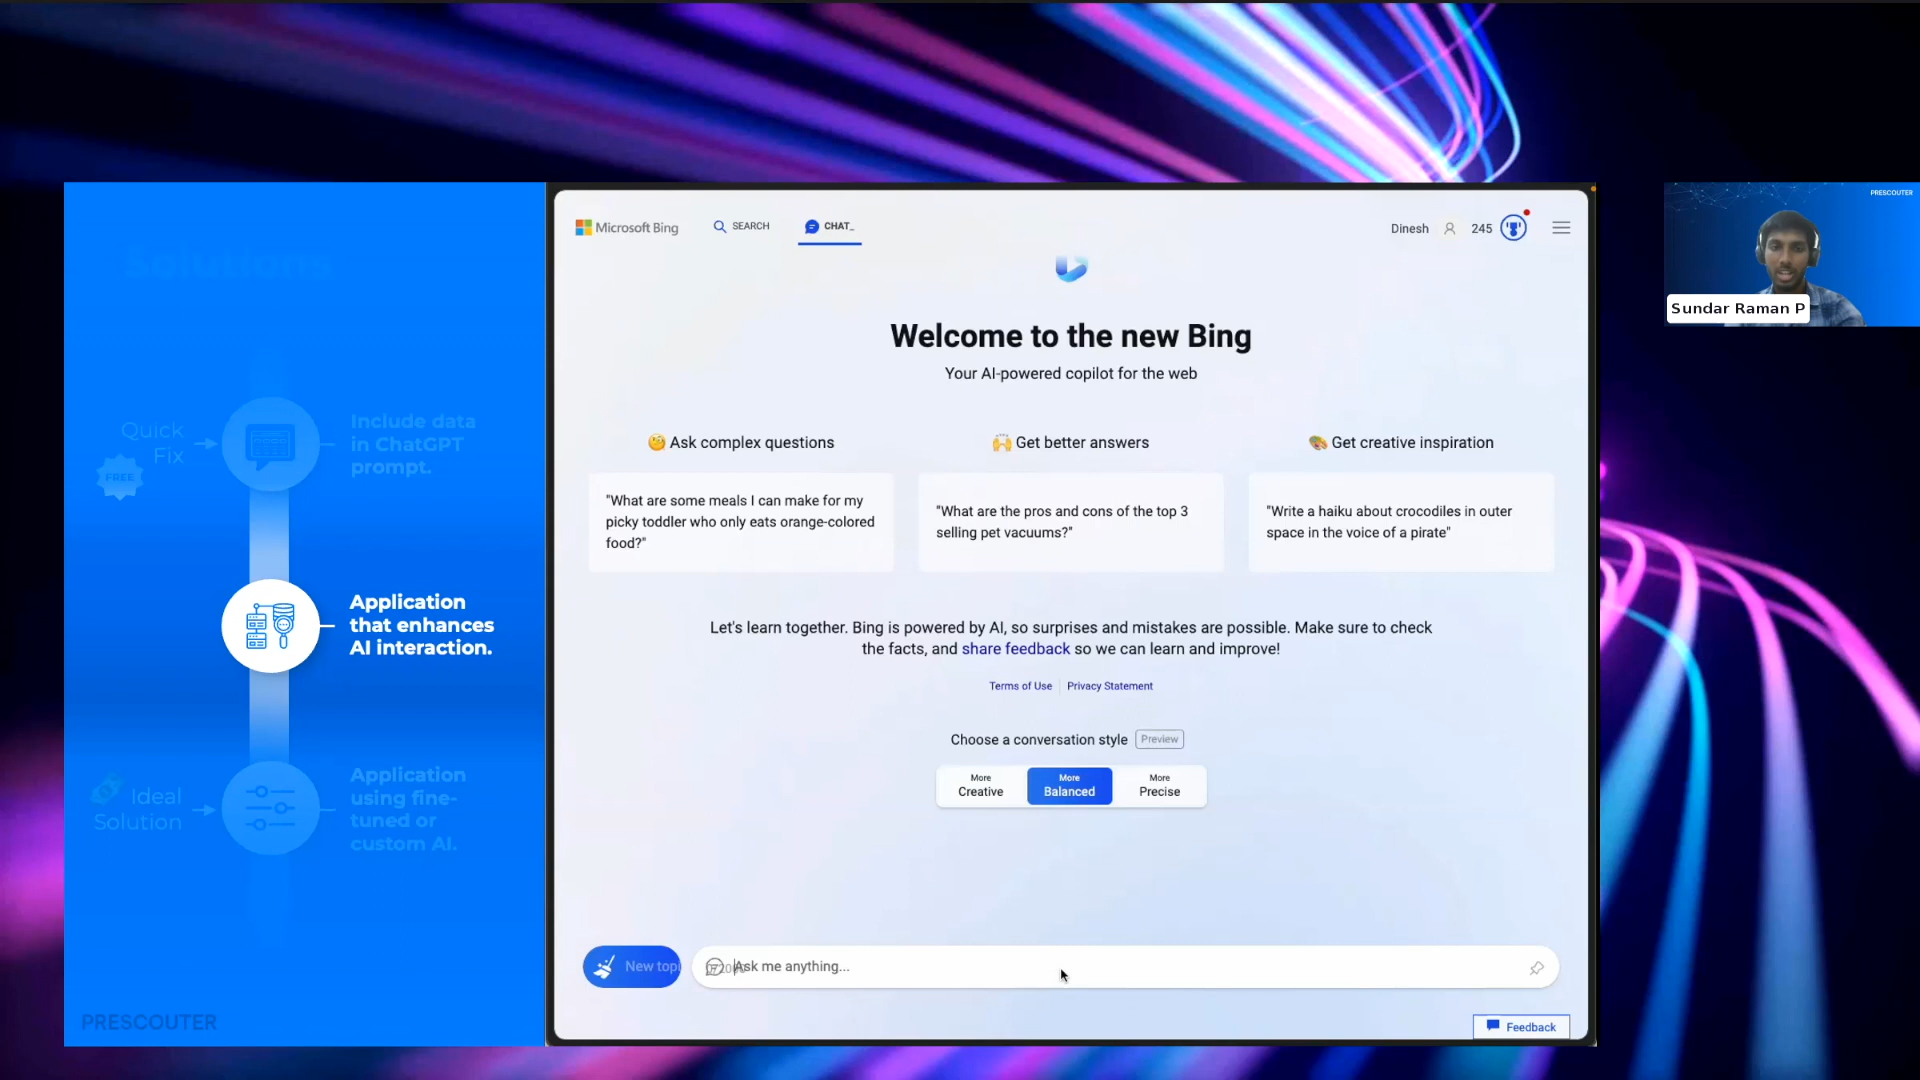 Solutions
Quick
Fix
FREE
Include data
in ChatGPT
prompt.
Application
that enhances
AI interaction.
Ideal
Solution
Application
using fine-
tuned or
custom AI.
PRESCOUTER
Microsoft Bing
SEARCH
CHAT_
Dinesh
245
Welcome to the new Bing
Your AI-powered copilot for the web
Ask complex questions
Get better answers
Get creative inspiration
"What are some meals I can make for my
picky toddler who only eats orange-colored
food?"
"What are the pros and cons of the top 3
selling pet vacuums?"
"Write a haiku about crocodiles in outer
space in the voice of a pirate"
Let's learn together. Bing is powered by AI, so surprises and mistakes are possible. Make sure to check
the facts, and share feedback so we can learn and improve!
Terms of Use
Privacy Statement
Choose a conversation style Preview
More
Creative
More
Balanced
More
Precise
New topi
Ask me anything...
Feedback
PRESCOUTER
Sundar Raman P